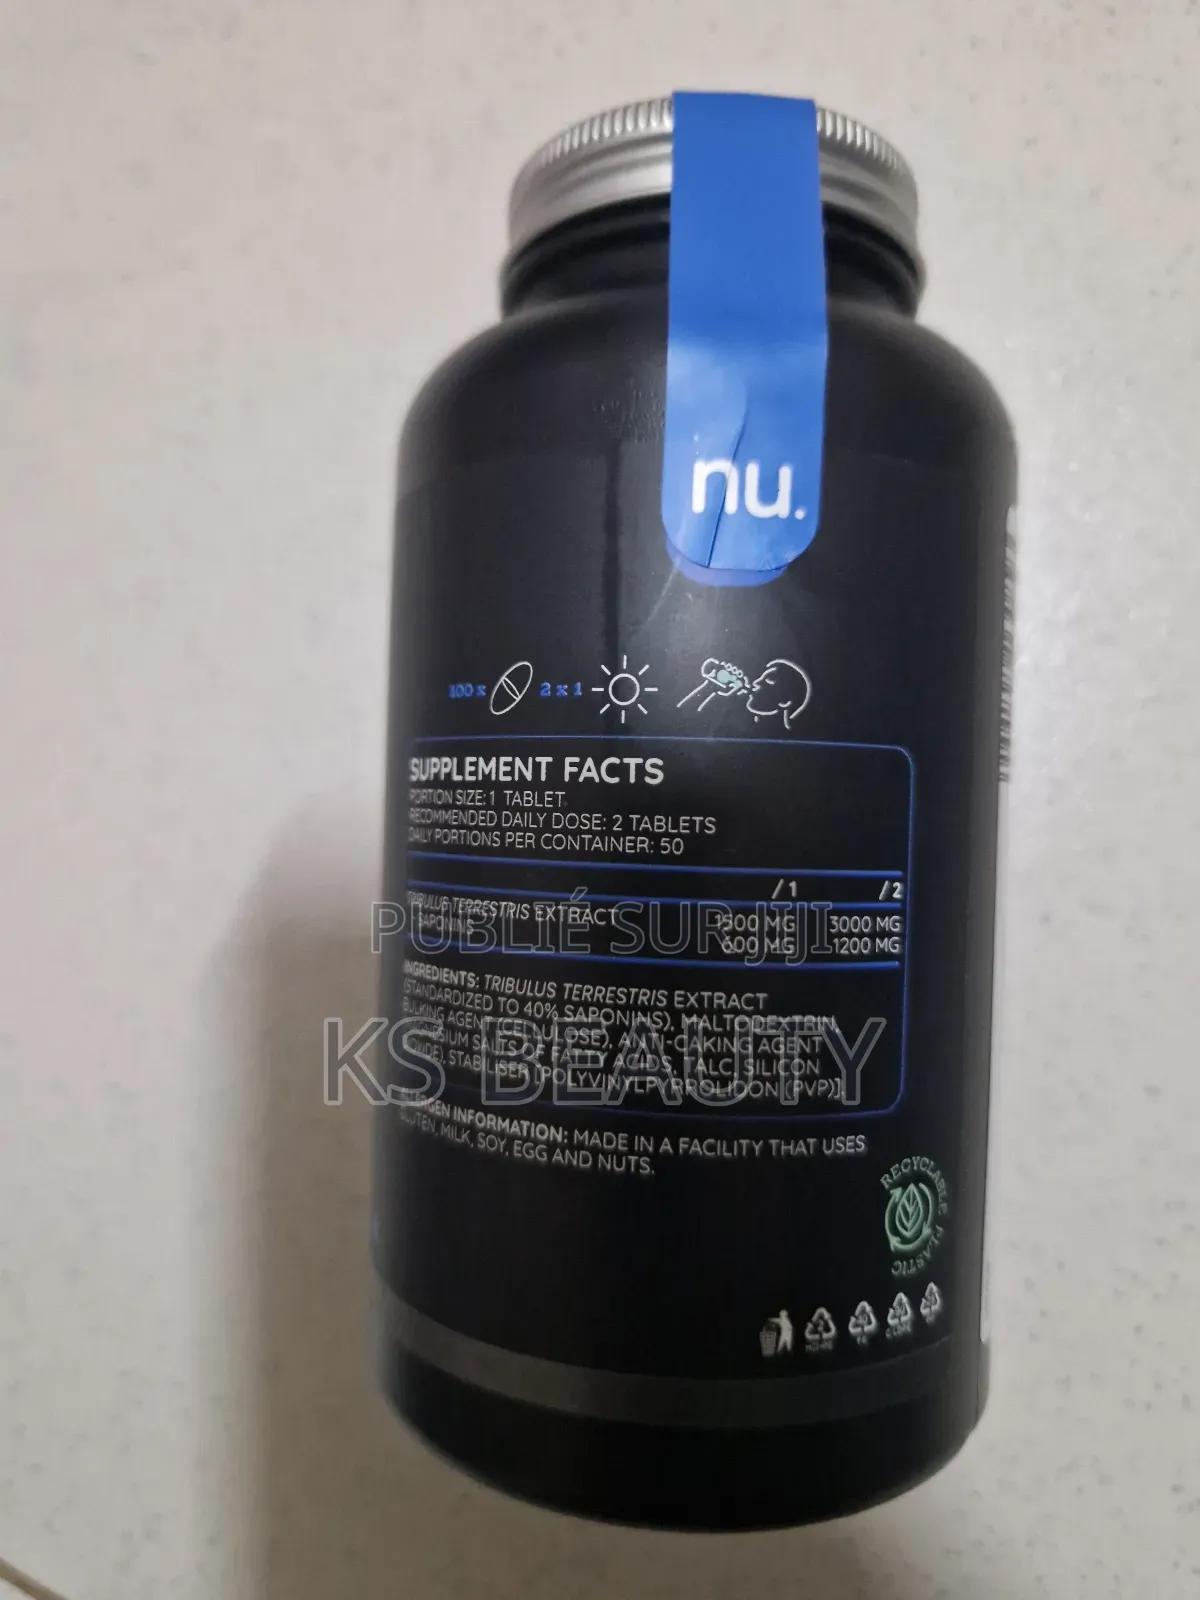 nu.
100 x 2 x 1
SUPPLEMENT FACTS
PORTION SIZE: 1 TABLET
RECOMMENDED DAILY DOSE: 2 TABLETS
DAILY PORTIONS PER CONTAINER: 50
/ 1 / 2
TRIBULUS TERRESTRIS EXTRACT 1500 MG 3000 MG
SAPONINS 600 MG 1200 MG
PUBLIÉ SUR JIJI
INGREDIENTS: TRIBULUS TERRESTRIS EXTRACT
(STANDARDIZED TO 40% SAPONINS), MALTODEXTRIN,
BULKING AGENT (CELLULOSE), ANTI-CAKING AGENT
SALTS OF FATTY ACIDS, TALC, SILICON
STABILISER [POLYVINYLPYRROLIDON (PVP)].
KS BEAUTY
ALLERGEN INFORMATION: MADE IN A FACILITY THAT USES
GLUTEN, MILK, SOY, EGG AND NUTS.
RECYCLABLE PLASTIC